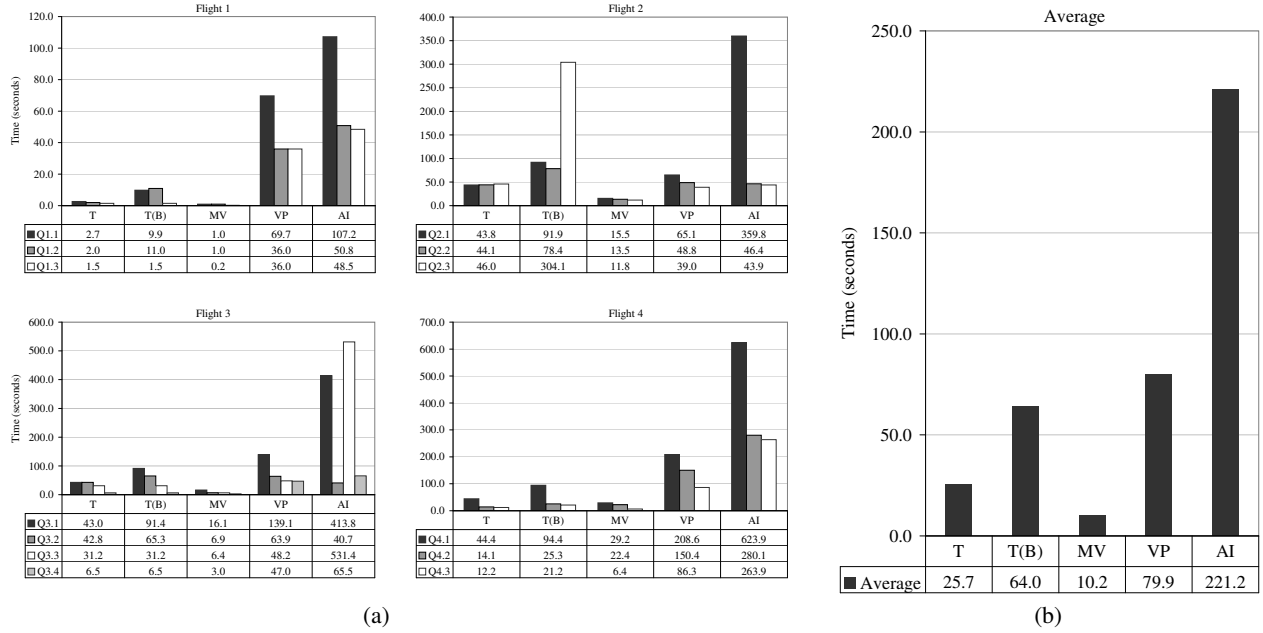 Flight 1
120.0
100.0
80.0
60.0
40.0
20.0
0.0
Time (seconds)
T T(B) MV VP AI
Q1.1 2.7 9.9 1.0 69.7 107.2
Q1.2 2.0 11.0 1.0 36.0 50.8
Q1.3 1.5 1.5 0.2 36.0 48.5
Flight 2
400.0
350.0
300.0
250.0
200.0
150.0
100.0
50.0
0.0
T T(B) MV VP AI
Q2.1 43.8 91.9 15.5 65.1 359.8
Q2.2 44.1 78.4 13.5 48.8 46.4
Q2.3 46.0 304.1 11.8 39.0 43.9
Flight 3
600.0
500.0
400.0
300.0
200.0
100.0
0.0
Time (seconds)
T T(B) MV VP AI
Q3.1 43.0 91.4 16.1 139.1 413.8
Q3.2 42.8 65.3 6.9 63.9 40.7
Q3.3 31.2 31.2 6.4 48.2 531.4
Q3.4 6.5 6.5 3.0 47.0 65.5
Flight 4
700.0
600.0
500.0
400.0
300.0
200.0
100.0
0.0
T T(B) MV VP AI
Q4.1 44.4 94.4 29.2 208.6 623.9
Q4.2 14.1 25.3 22.4 150.4 280.1
Q4.3 12.2 21.2 6.4 86.3 263.9
(a)
Average
250.0
200.0
150.0
100.0
50.0
0.0
Time (seconds)
T T(B) MV VP AI
Average 25.7 64.0 10.2 79.9 221.2
(b)